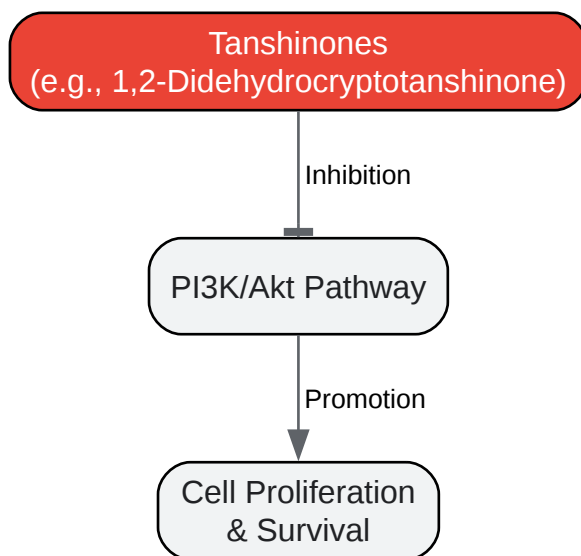 Tanshinones
(e.g., 1,2-Didehydrocryptotanshinone)
Inhibition
PI3K/Akt Pathway
Promotion
Cell Proliferation
& Survival